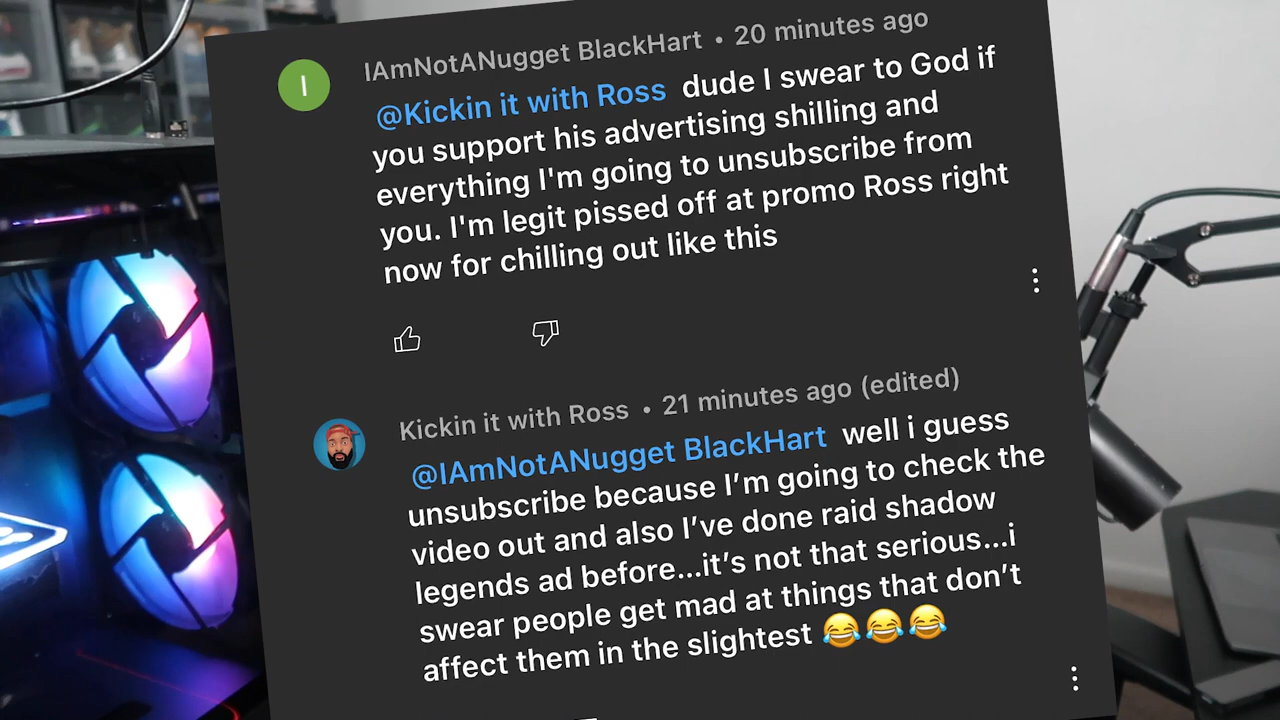 IAmNotANugget BlackHart • 20 minutes ago
I
@Kickin it with Ross dude I swear to God if
you support his advertising shilling and
everything I'm going to unsubscribe from
you. I'm legit pissed off at promo Ross right
now for chilling out like this
Kickin it with Ross • 21 minutes ago (edited)
@IAmNotANugget BlackHart well i guess
unsubscribe because I’m going to check the
video out and also I’ve done raid shadow
legends ad before...it’s not that serious...i
swear people get mad at things that don’t
affect them in the slightest 😂😂😂